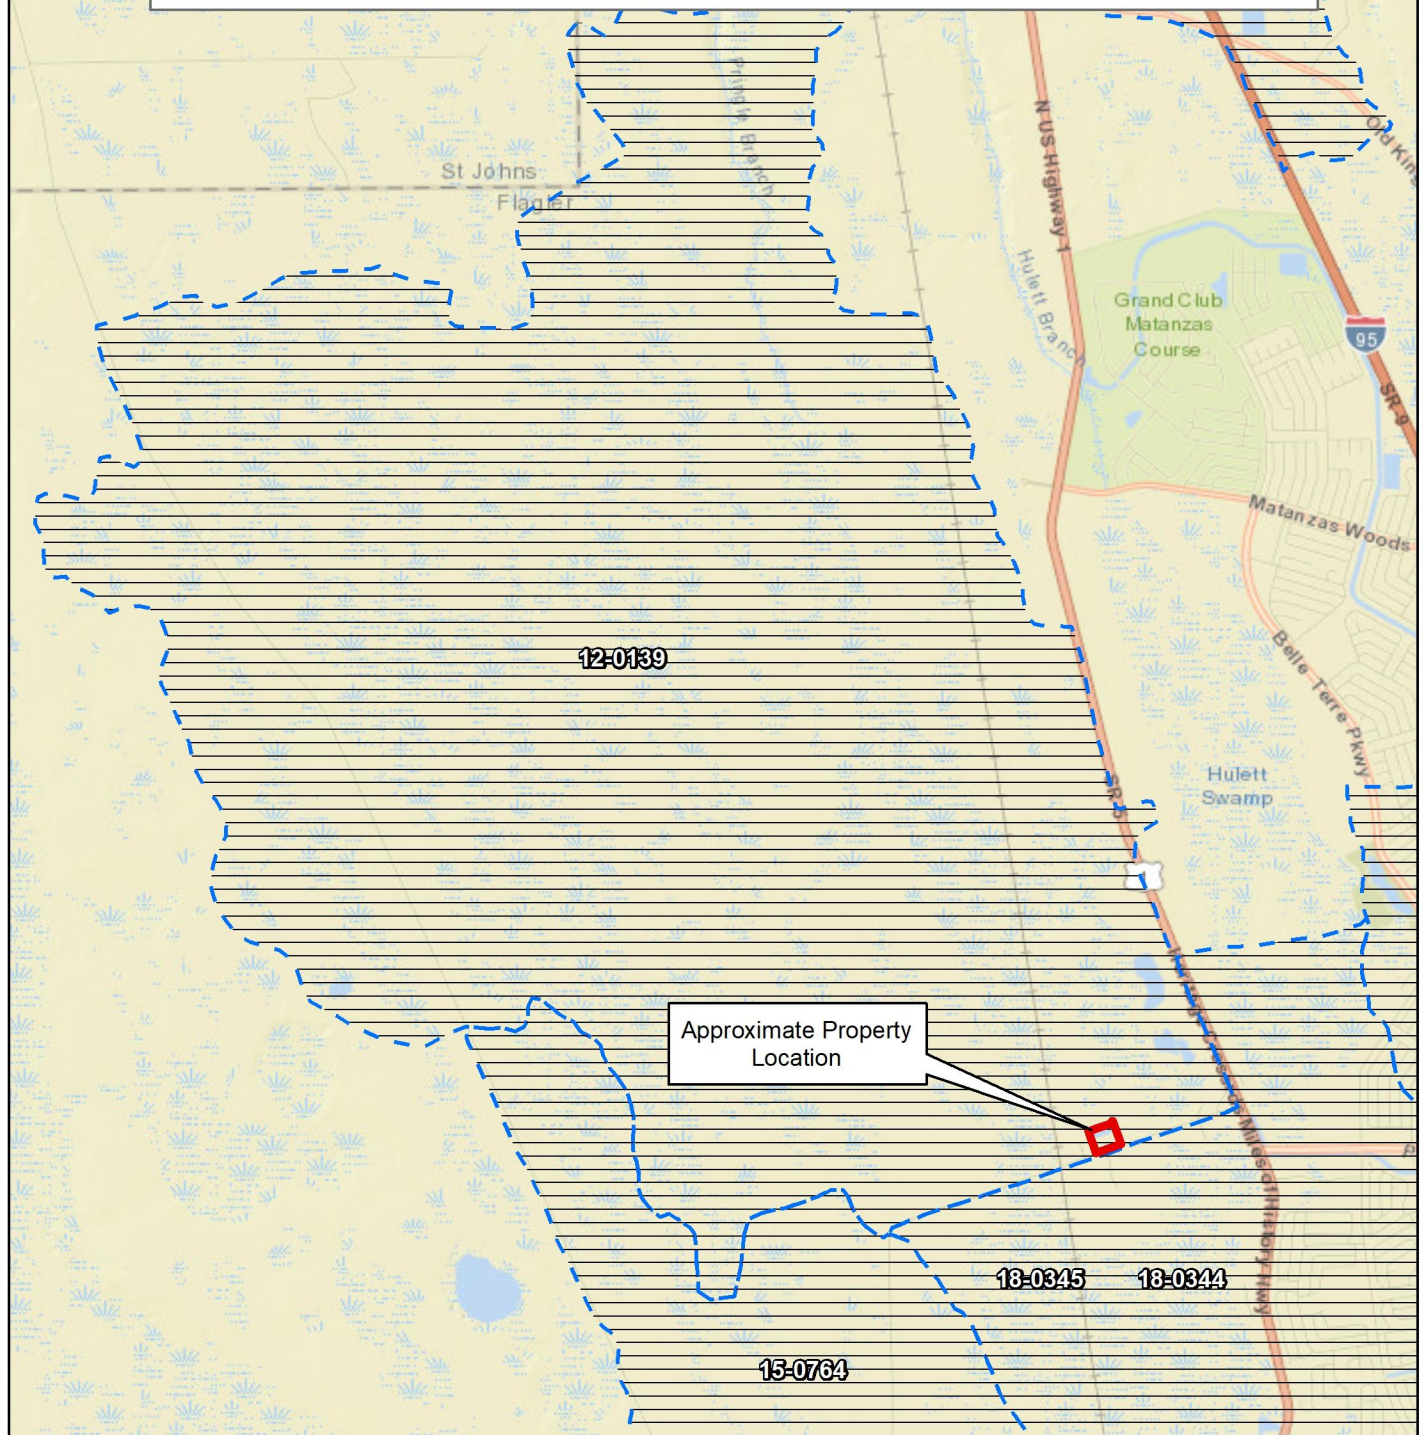 Pringle Branch
N US Highway 1
Old King
St Johns
Flagler
Hulett Branch
Grand Club
Matanzas
Course
95
SR 9
Matanzas Woods
12-0139
Belle Terre Pkwy
Hulett
Swamp
SR 5
1
Approximate Property
Location
Miles of History Hwy
18-0345
18-0344
15-0764